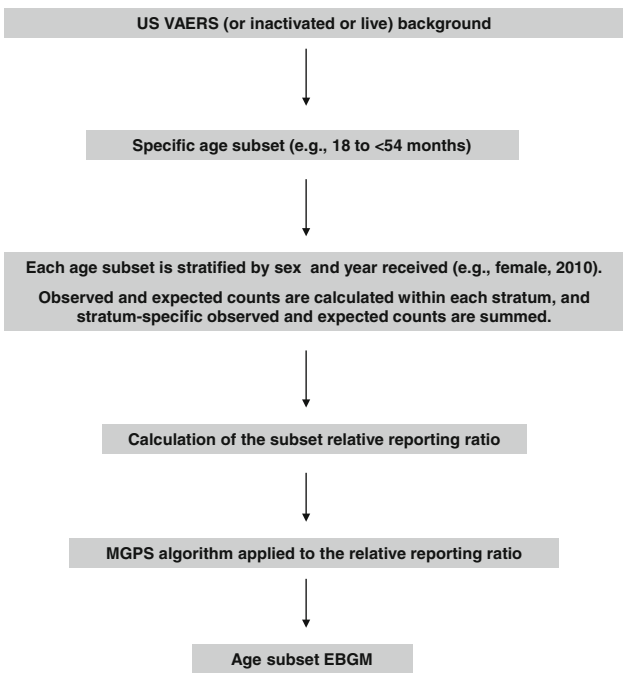 US VAERS (or inactivated or live) background
Specific age subset (e.g., 18 to <54 months)
Each age subset is stratified by sex and year received (e.g., female, 2010).
Observed and expected counts are calculated within each stratum, and
stratum-specific observed and expected counts are summed.
Calculation of the subset relative reporting ratio
MGPS algorithm applied to the relative reporting ratio
Age subset EBGM